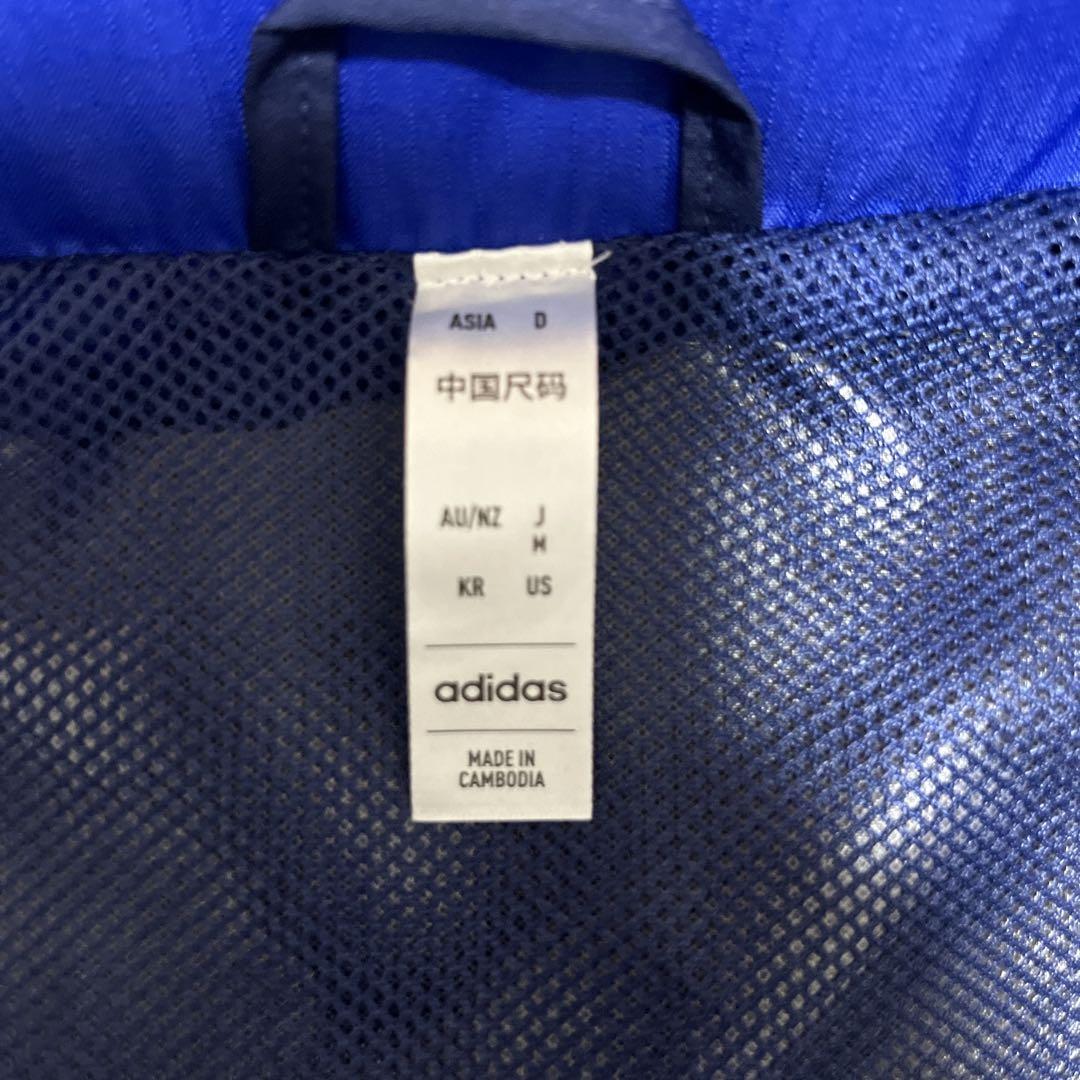 ASIA D
中国尺码
AU/NZ J
M
KR US
adidas
MADE IN
CAMBODIA